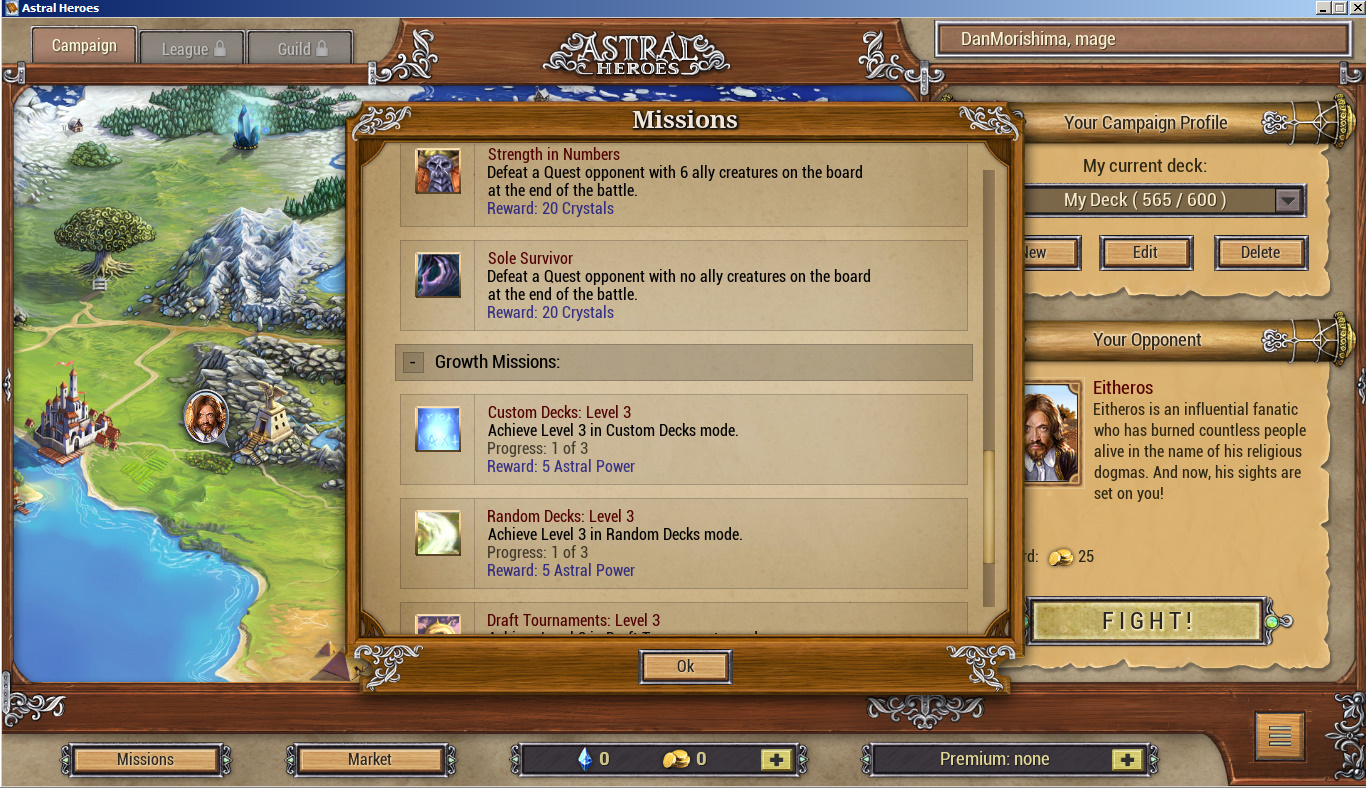 Astral Heroes
Campaign
League
Guild
ASTRAL
HEROES
DanMorishima, mage
Missions
Strength in Numbers
Defeat a Quest opponent with 6 ally creatures on the board
at the end of the battle.
Reward: 20 Crystals
Sole Survivor
Defeat a Quest opponent with no ally creatures on the board
at the end of the battle.
Reward: 20 Crystals
- Growth Missions:
Custom Decks: Level 3
Achieve Level 3 in Custom Decks mode.
Progress: 1 of 3
Reward: 5 Astral Power
Random Decks: Level 3
Achieve Level 3 in Random Decks mode.
Progress: 1 of 3
Reward: 5 Astral Power
Draft Tournaments: Level 3
Ok
Your Campaign Profile
My current deck:
My Deck ( 565 / 600 )
Edit
Delete
Your Opponent
Eitheros
Eitheros is an influential fanatic
who has burned countless people
alive in the name of his religious
dogmas. And now, his sights are
set on you!
25
FIGHT!
Missions
Market
0
0
+
Premium: none
+